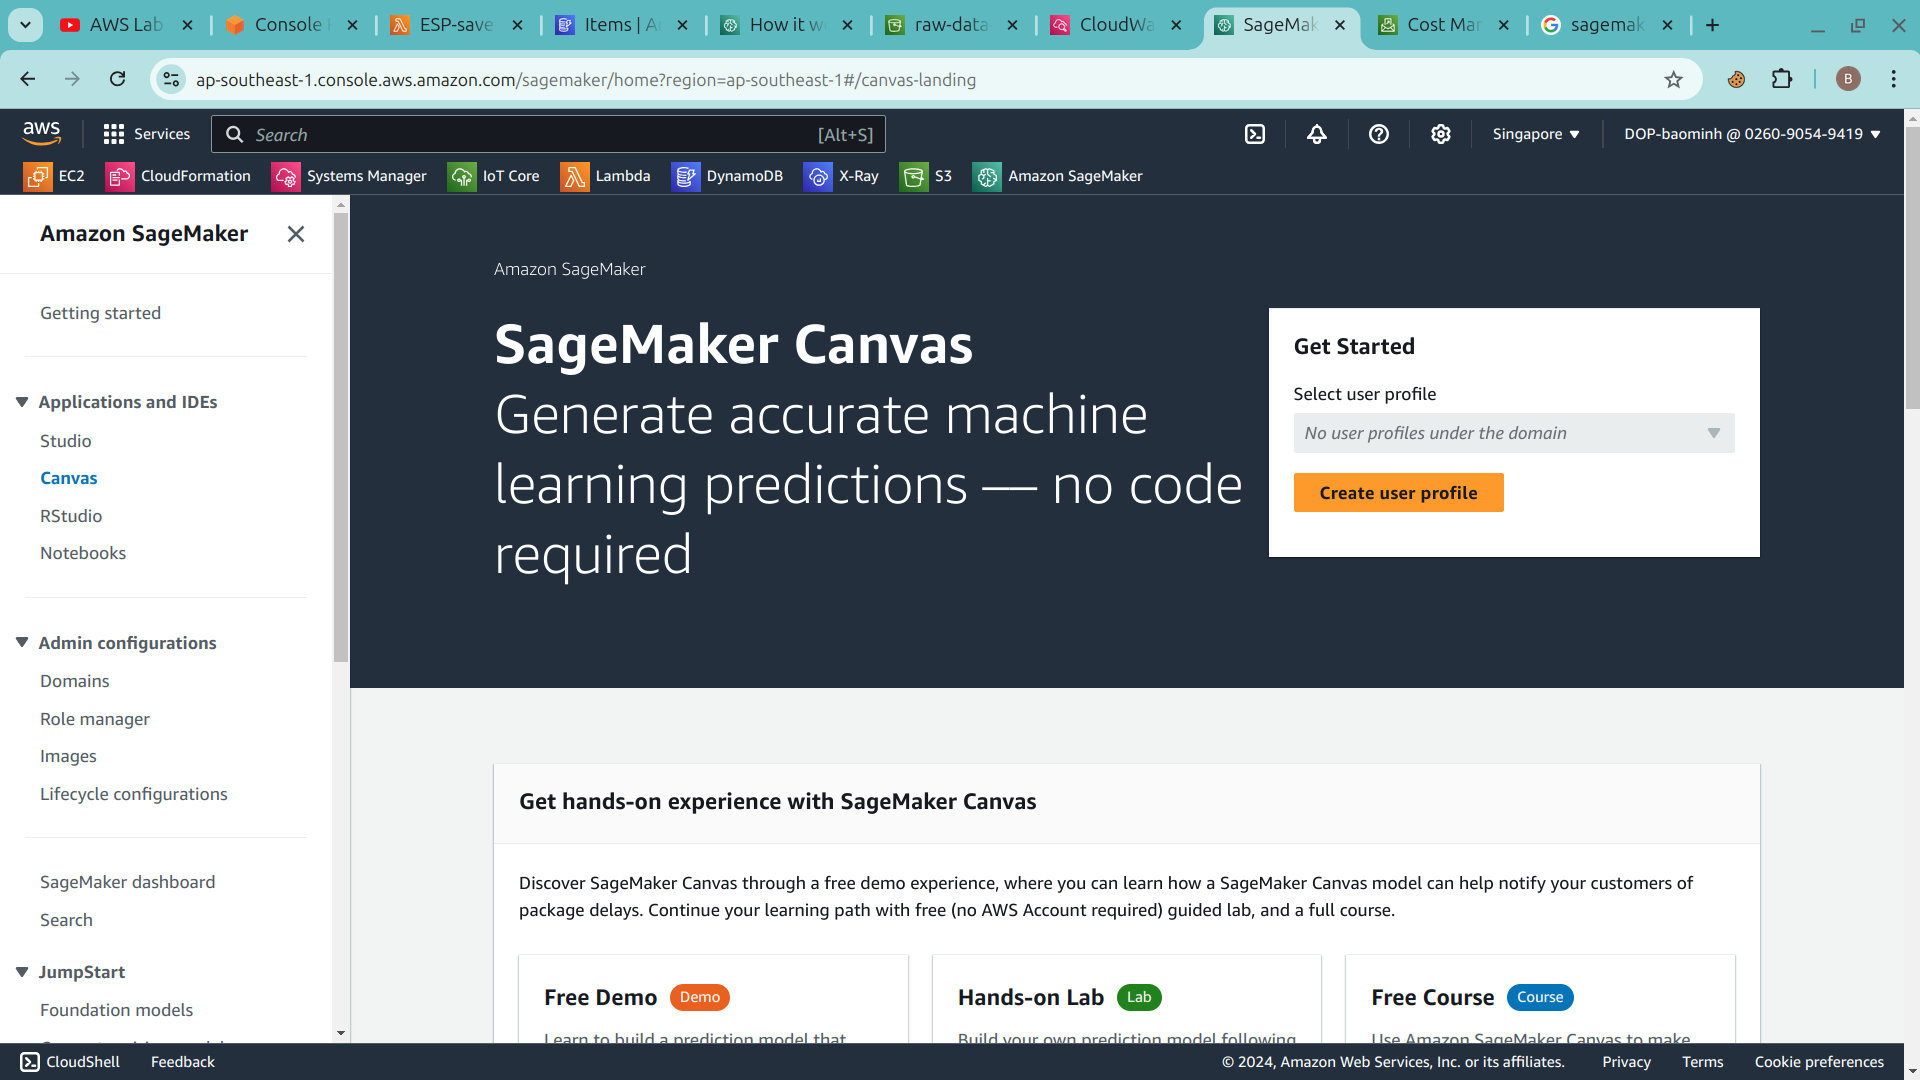 AWS Lab
Console
ESP-save
Items | A
How it w
raw-data
CloudWa
SageMak
Cost Mar
sagemak
ap-southeast-1.console.aws.amazon.com/sagemaker/home?region=ap-southeast-1#/canvas-landing
B
aws
Services
Search
[Alt+S]
Singapore
DOP-baominh @ 0260-9054-9419
EC2
CloudFormation
Systems Manager
IoT Core
Lambda
DynamoDB
X-Ray
S3
Amazon SageMaker
Amazon SageMaker
Getting started
Applications and IDEs
Studio
Canvas
RStudio
Notebooks
Admin configurations
Domains
Role manager
Images
Lifecycle configurations
SageMaker dashboard
Search
JumpStart
Foundation models
Amazon SageMaker
SageMaker Canvas
Generate accurate machine
learning predictions — no code
required
Get Started
Select user profile
No user profiles under the domain
Create user profile
Get hands-on experience with SageMaker Canvas
Discover SageMaker Canvas through a free demo experience, where you can learn how a SageMaker Canvas model can help notify your customers of
package delays. Continue your learning path with free (no AWS Account required) guided lab, and a full course.
Free Demo Demo
Learn to build a prediction model that
Hands-on Lab Lab
Build your own prediction model following
Free Course Course
Use Amazon SageMaker Canvas to make
CloudShell
Feedback
© 2024, Amazon Web Services, Inc. or its affiliates.
Privacy
Terms
Cookie preferences